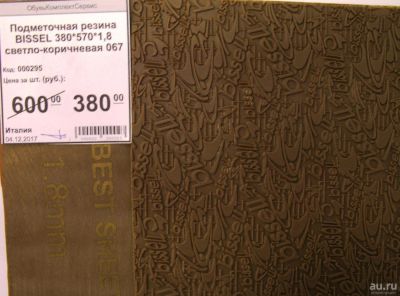 ОбувьКомплектСервис
Подметочная резина
BISSEL 380*570*1,8
светло-коричневая 067
Код: 000295
Цена за шт. (руб.):
600 00 380 00
Италия
04.12.2017
BEST
1.8mm
Bissell
au.ru